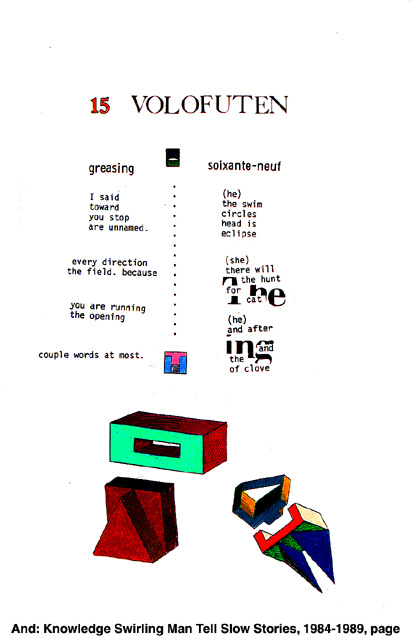 15 VOLOFUTEN
greasing
I said
toward
you stop
are unnamed.
every direction
the field. because
you are running
the opening
couple words at most.
soixante-neuf
(he)
the swim
circles
head is
eclipse
(she)
there will
the hunt
for he
cat
(he)
and after
ing and
the
of clove
And: Knowledge Swirling Man Tell Slow Stories, 1984-1989, page